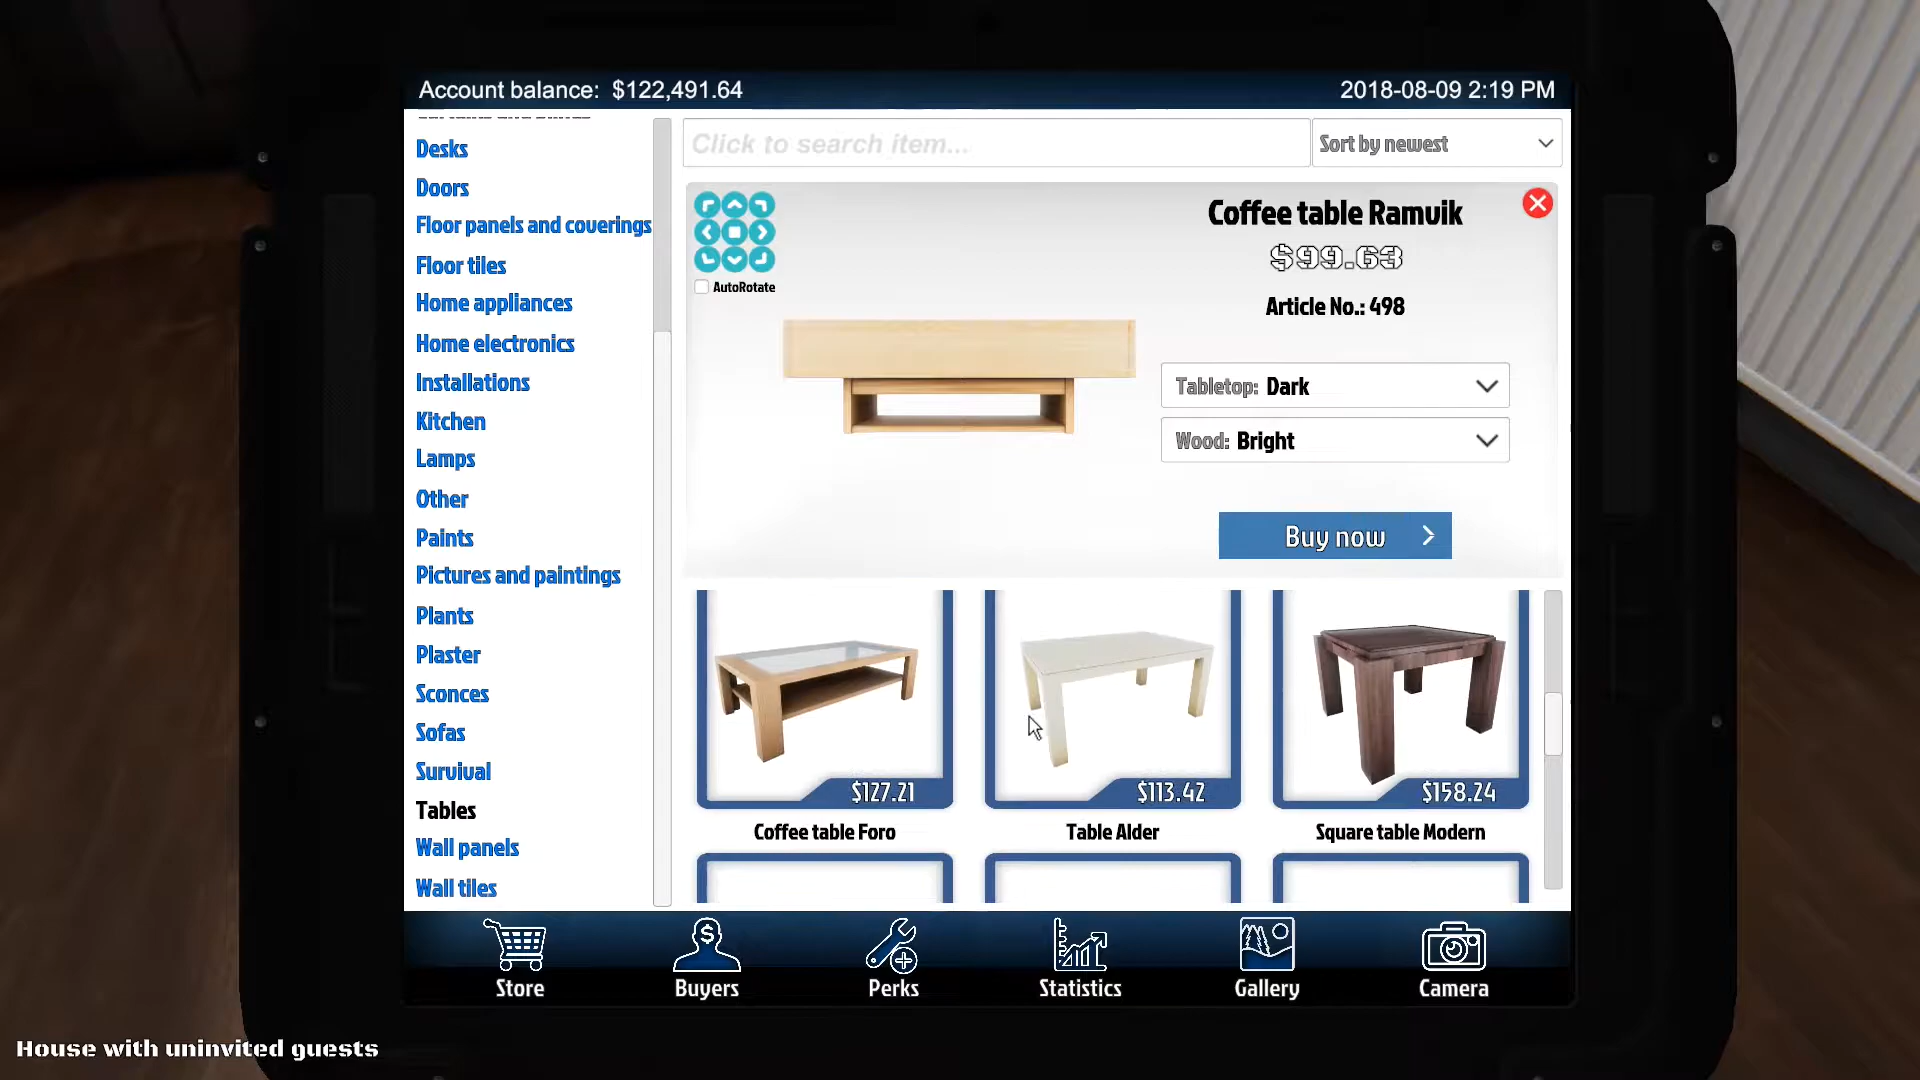 Account balance: $122,491.64
2018-08-09 2:19 PM
Desks
Doors
Floor panels and coverings
Floor tiles
Home appliances
Home electronics
Installations
Kitchen
Lamps
Other
Paints
Pictures and paintings
Plants
Plaster
Sconces
Sofas
Survival
Tables
Wall panels
Wall tiles
Click to search item...
Sort by newest
AutoRotate
Coffee table Ramvik
$99.63
Article No.: 498
Tabletop: Dark
Wood: Bright
Buy now
$127.21
$113.42
$158.24
Coffee table Foro
Table Alder
Square table Modern
Store
Buyers
Perks
Statistics
Gallery
Camera
House with uninvited guests